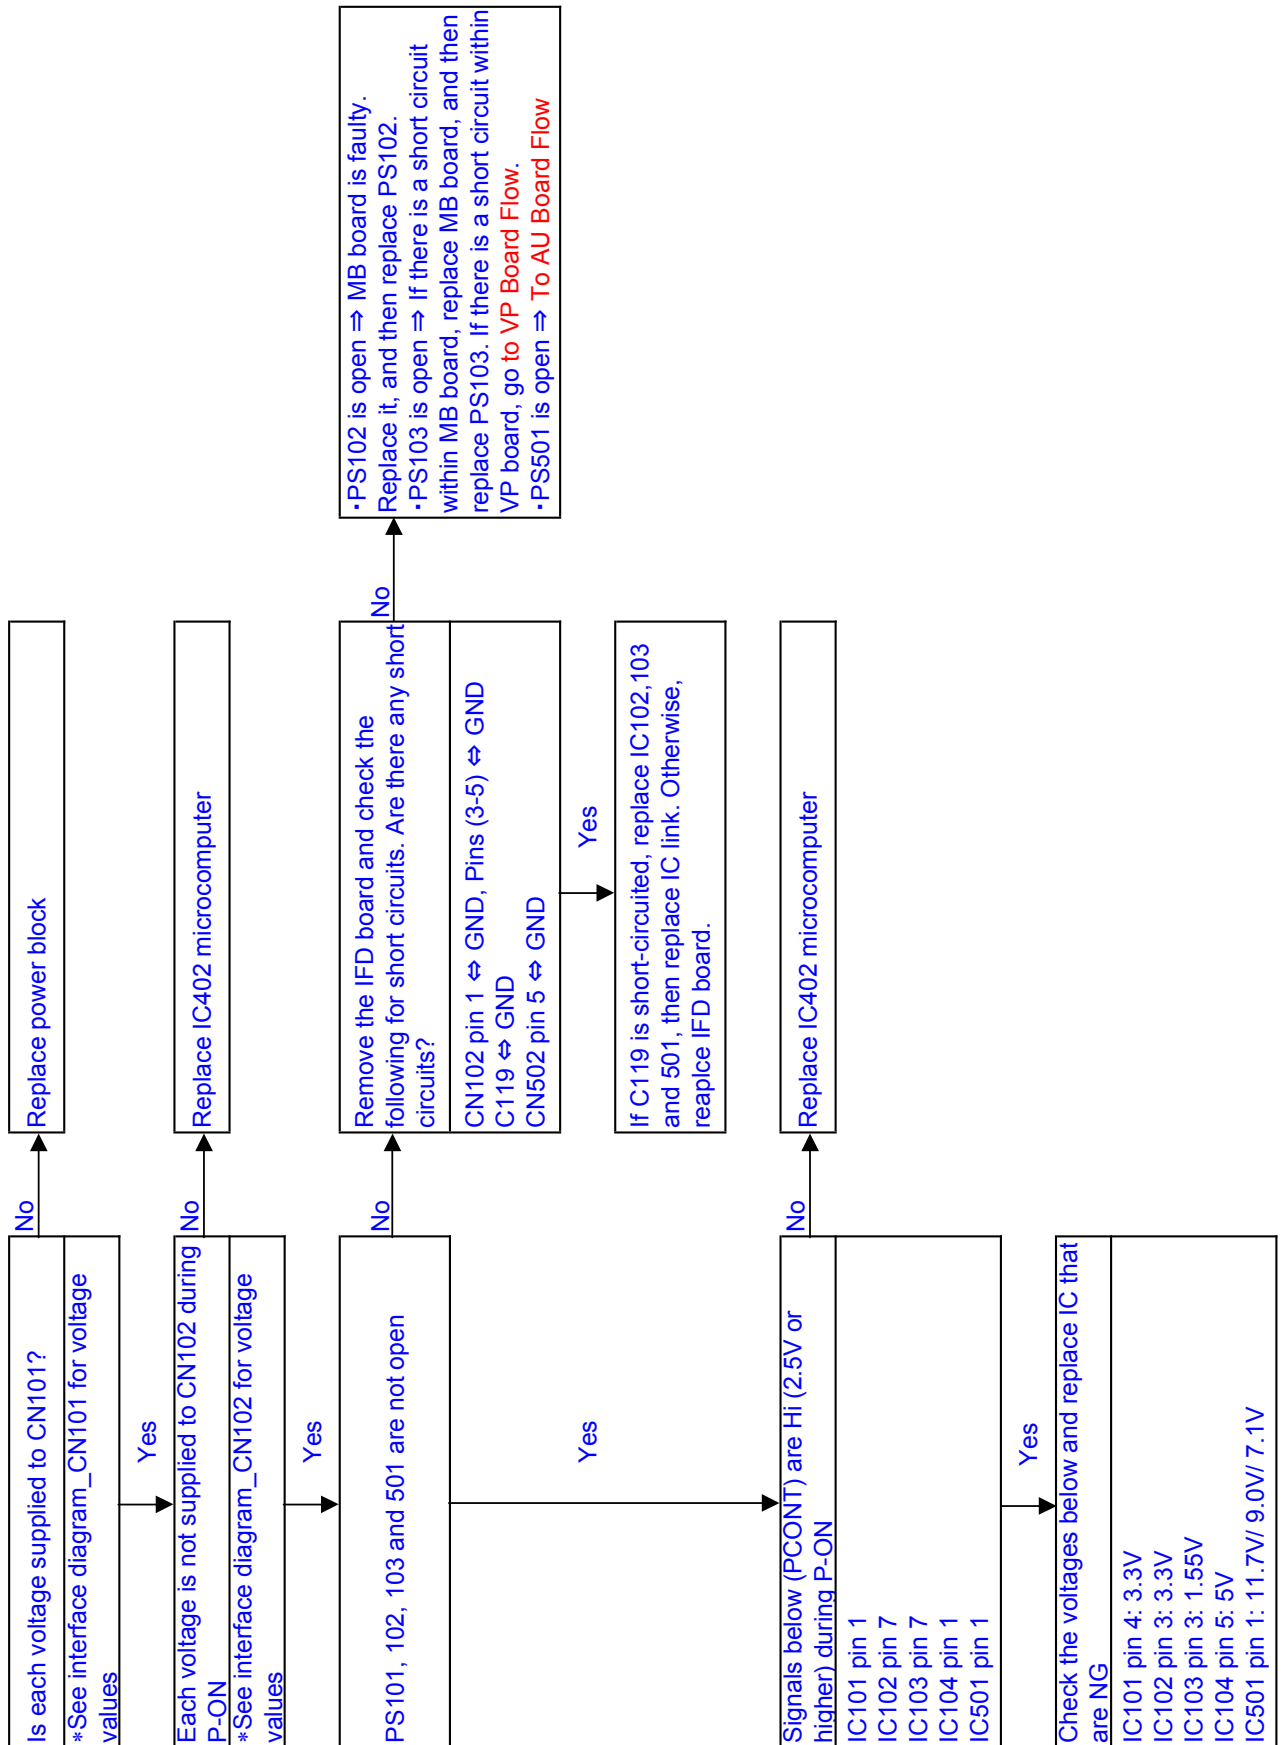 Is each voltage supplied to CN101?
*See interface diagram_CN101 for voltage
values
No
Replace power block
Yes
Each voltage is not supplied to CN102 during
P-ON
*See interface diagram_CN102 for voltage
values
No
Replace IC402 microcomputer
Yes
PS101, 102, 103 and 501 are not open
No
Remove the IFD board and check the
following for short circuits. Are there any short
circuits?
CN102 pin 1 ⇔ GND, Pins (3-5) ⇔ GND
C119 ⇔ GND
CN502 pin 5 ⇔ GND
No
・PS102 is open ⇒ MB board is faulty.
Replace it, and then replace PS102.
・PS103 is open ⇒ If there is a short circuit
within MB board, replace MB board, and then
replace PS103. If there is a short circuit within
VP board, go to VP Board Flow.
・PS501 is open ⇒ To AU Board Flow
Yes
If C119 is short-circuited, replace IC102,103
and 501, then replace IC link. Otherwise,
reaplce IFD board.
Yes
Signals below (PCONT) are Hi (2.5V or
higher) during P-ON
IC101 pin 1
IC102 pin 7
IC103 pin 7
IC104 pin 1
IC501 pin 1
No
Replace IC402 microcomputer
Yes
Check the voltages below and replace IC that
are NG
IC101 pin 4: 3.3V
IC102 pin 3: 3.3V
IC103 pin 3: 1.55V
IC104 pin 5: 5V
IC501 pin 1: 11.7V/ 9.0V/ 7.1V